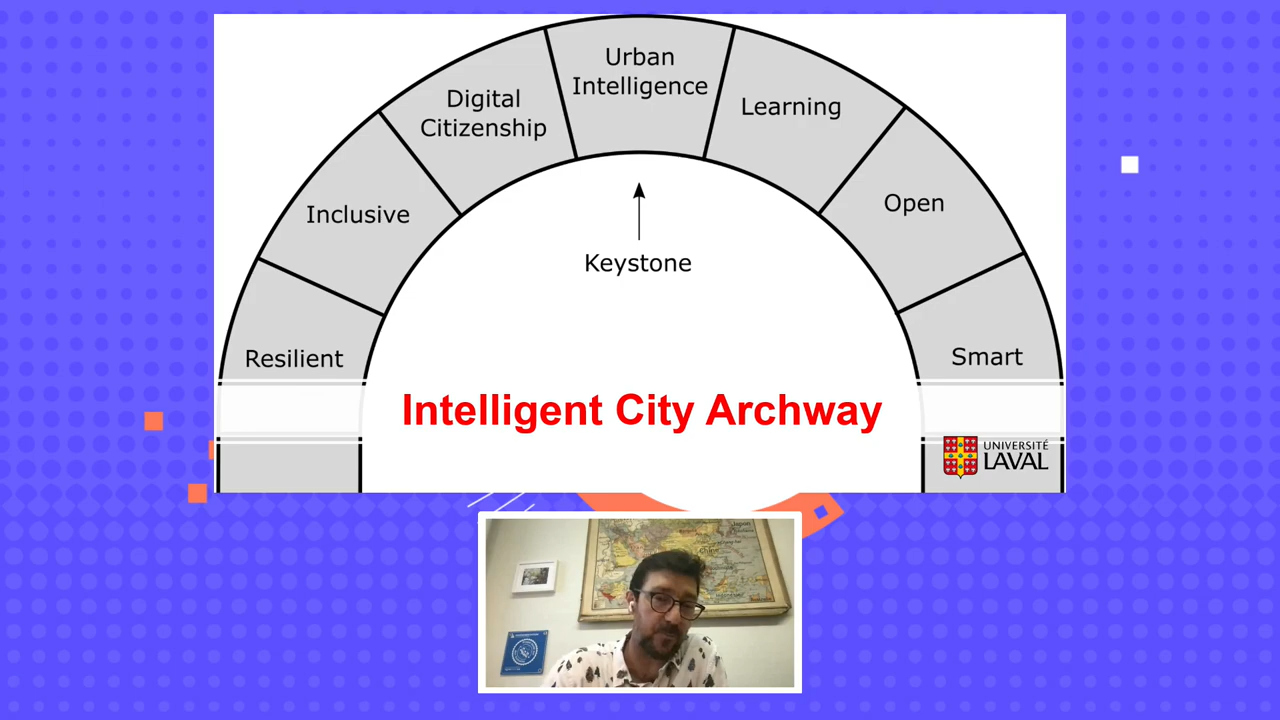 Urban
Intelligence
Digital
Citizenship
Learning
Inclusive
Open
Keystone
Resilient
Smart
Intelligent City Archway
UNIVERSITÉ
LAVAL